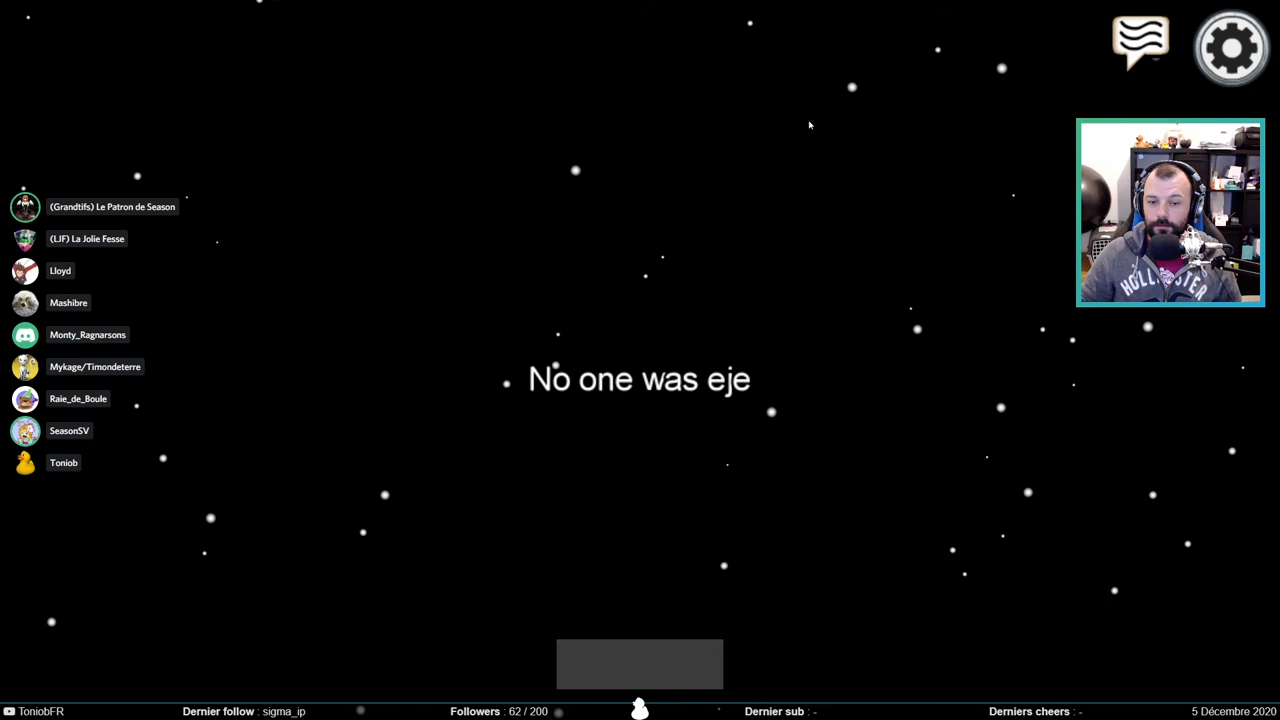 (Grandtifs) Le Patron de Season
(LJF) La Jolie Fesse
Lloyd
Mashibre
Monty_Ragnarsons
Mykage/Timondeterre
Raie_de_Boule
SeasonSV
Toniob
No one was eje
HOLLISTER
ToniobFR Dernier follow : sigma_ip Followers : 62 / 200 Dernier sub : - Derniers cheers : - 5 Décembre 2020